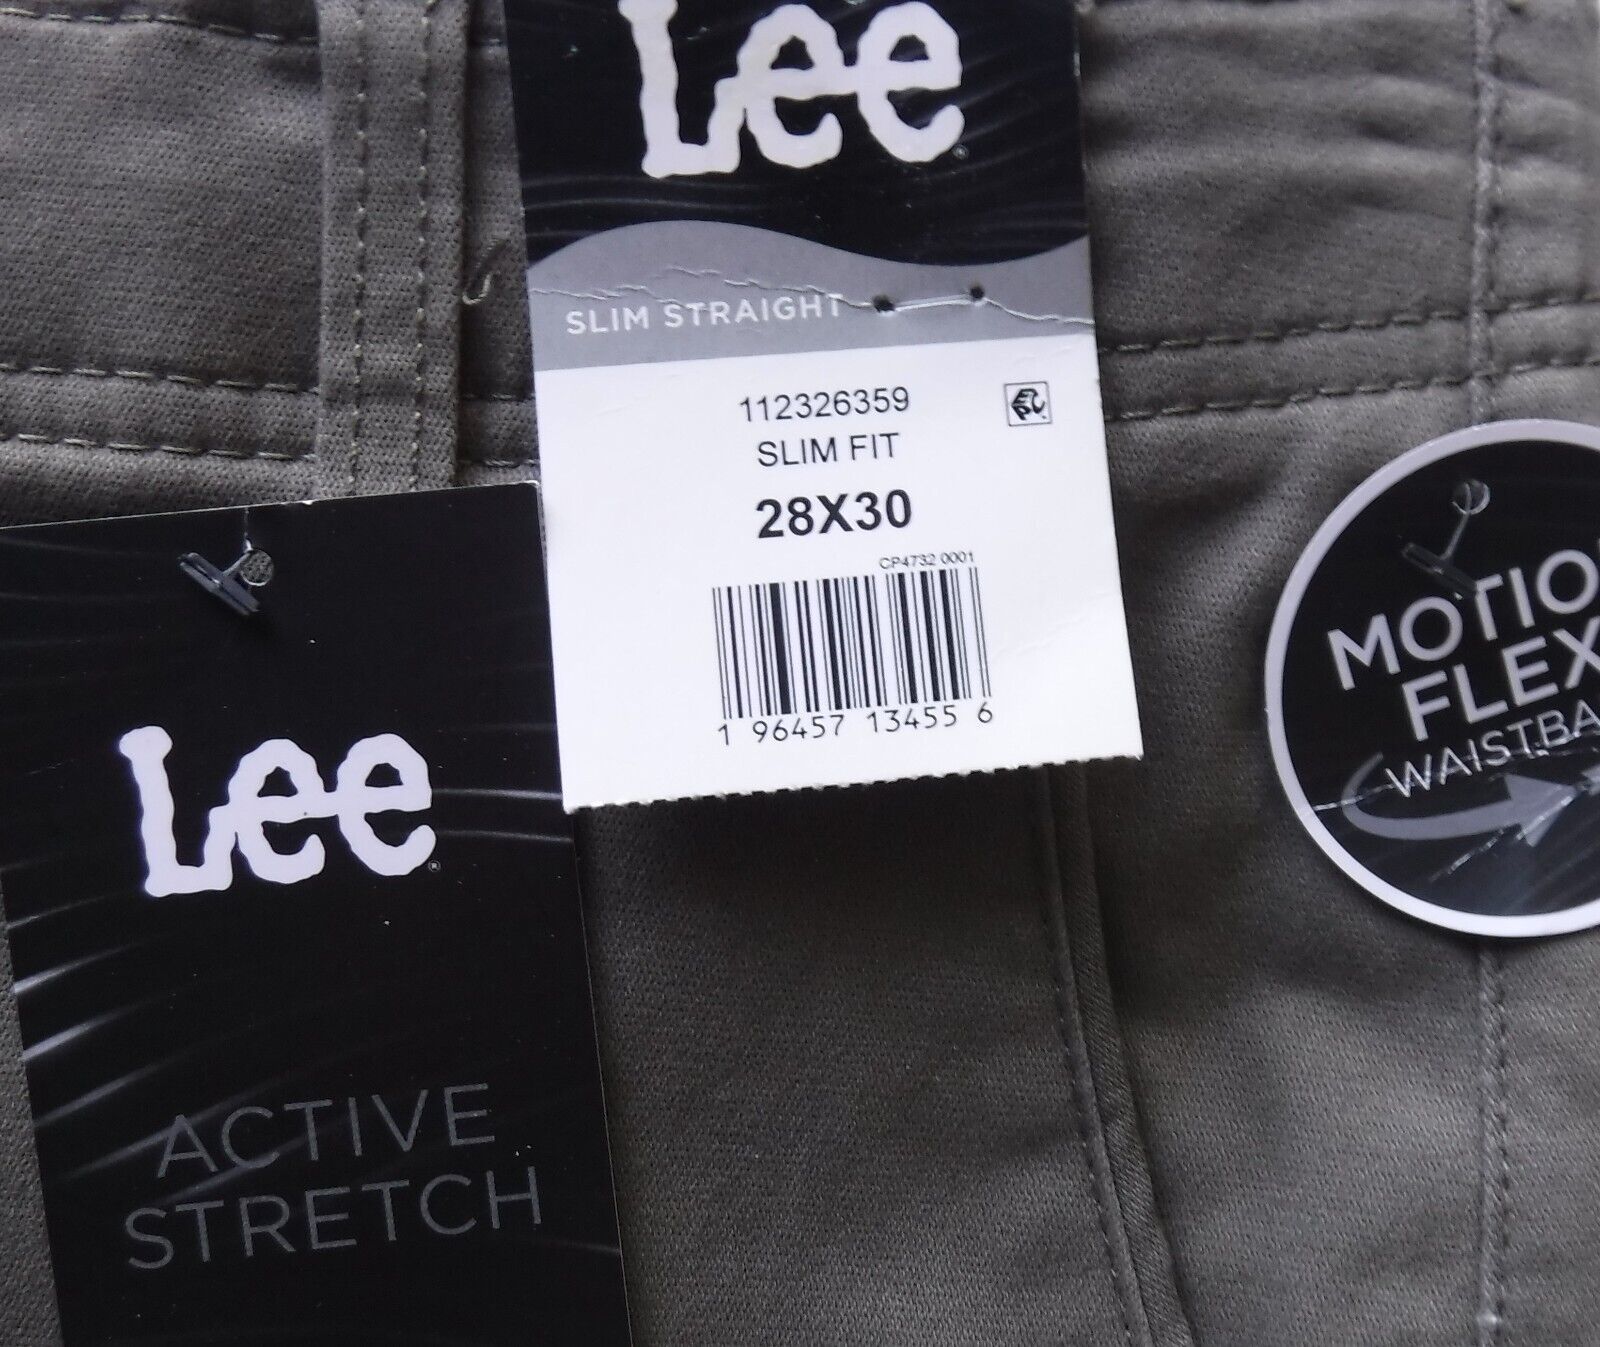 Lee
SLIM STRAIGHT
112326359
EPC
SLIM FIT
28X30
CP4732 0001
1 96457 13455 6
MOTIO
FLEX
WAISTBA
Lee
ACTIVE
STRETCH